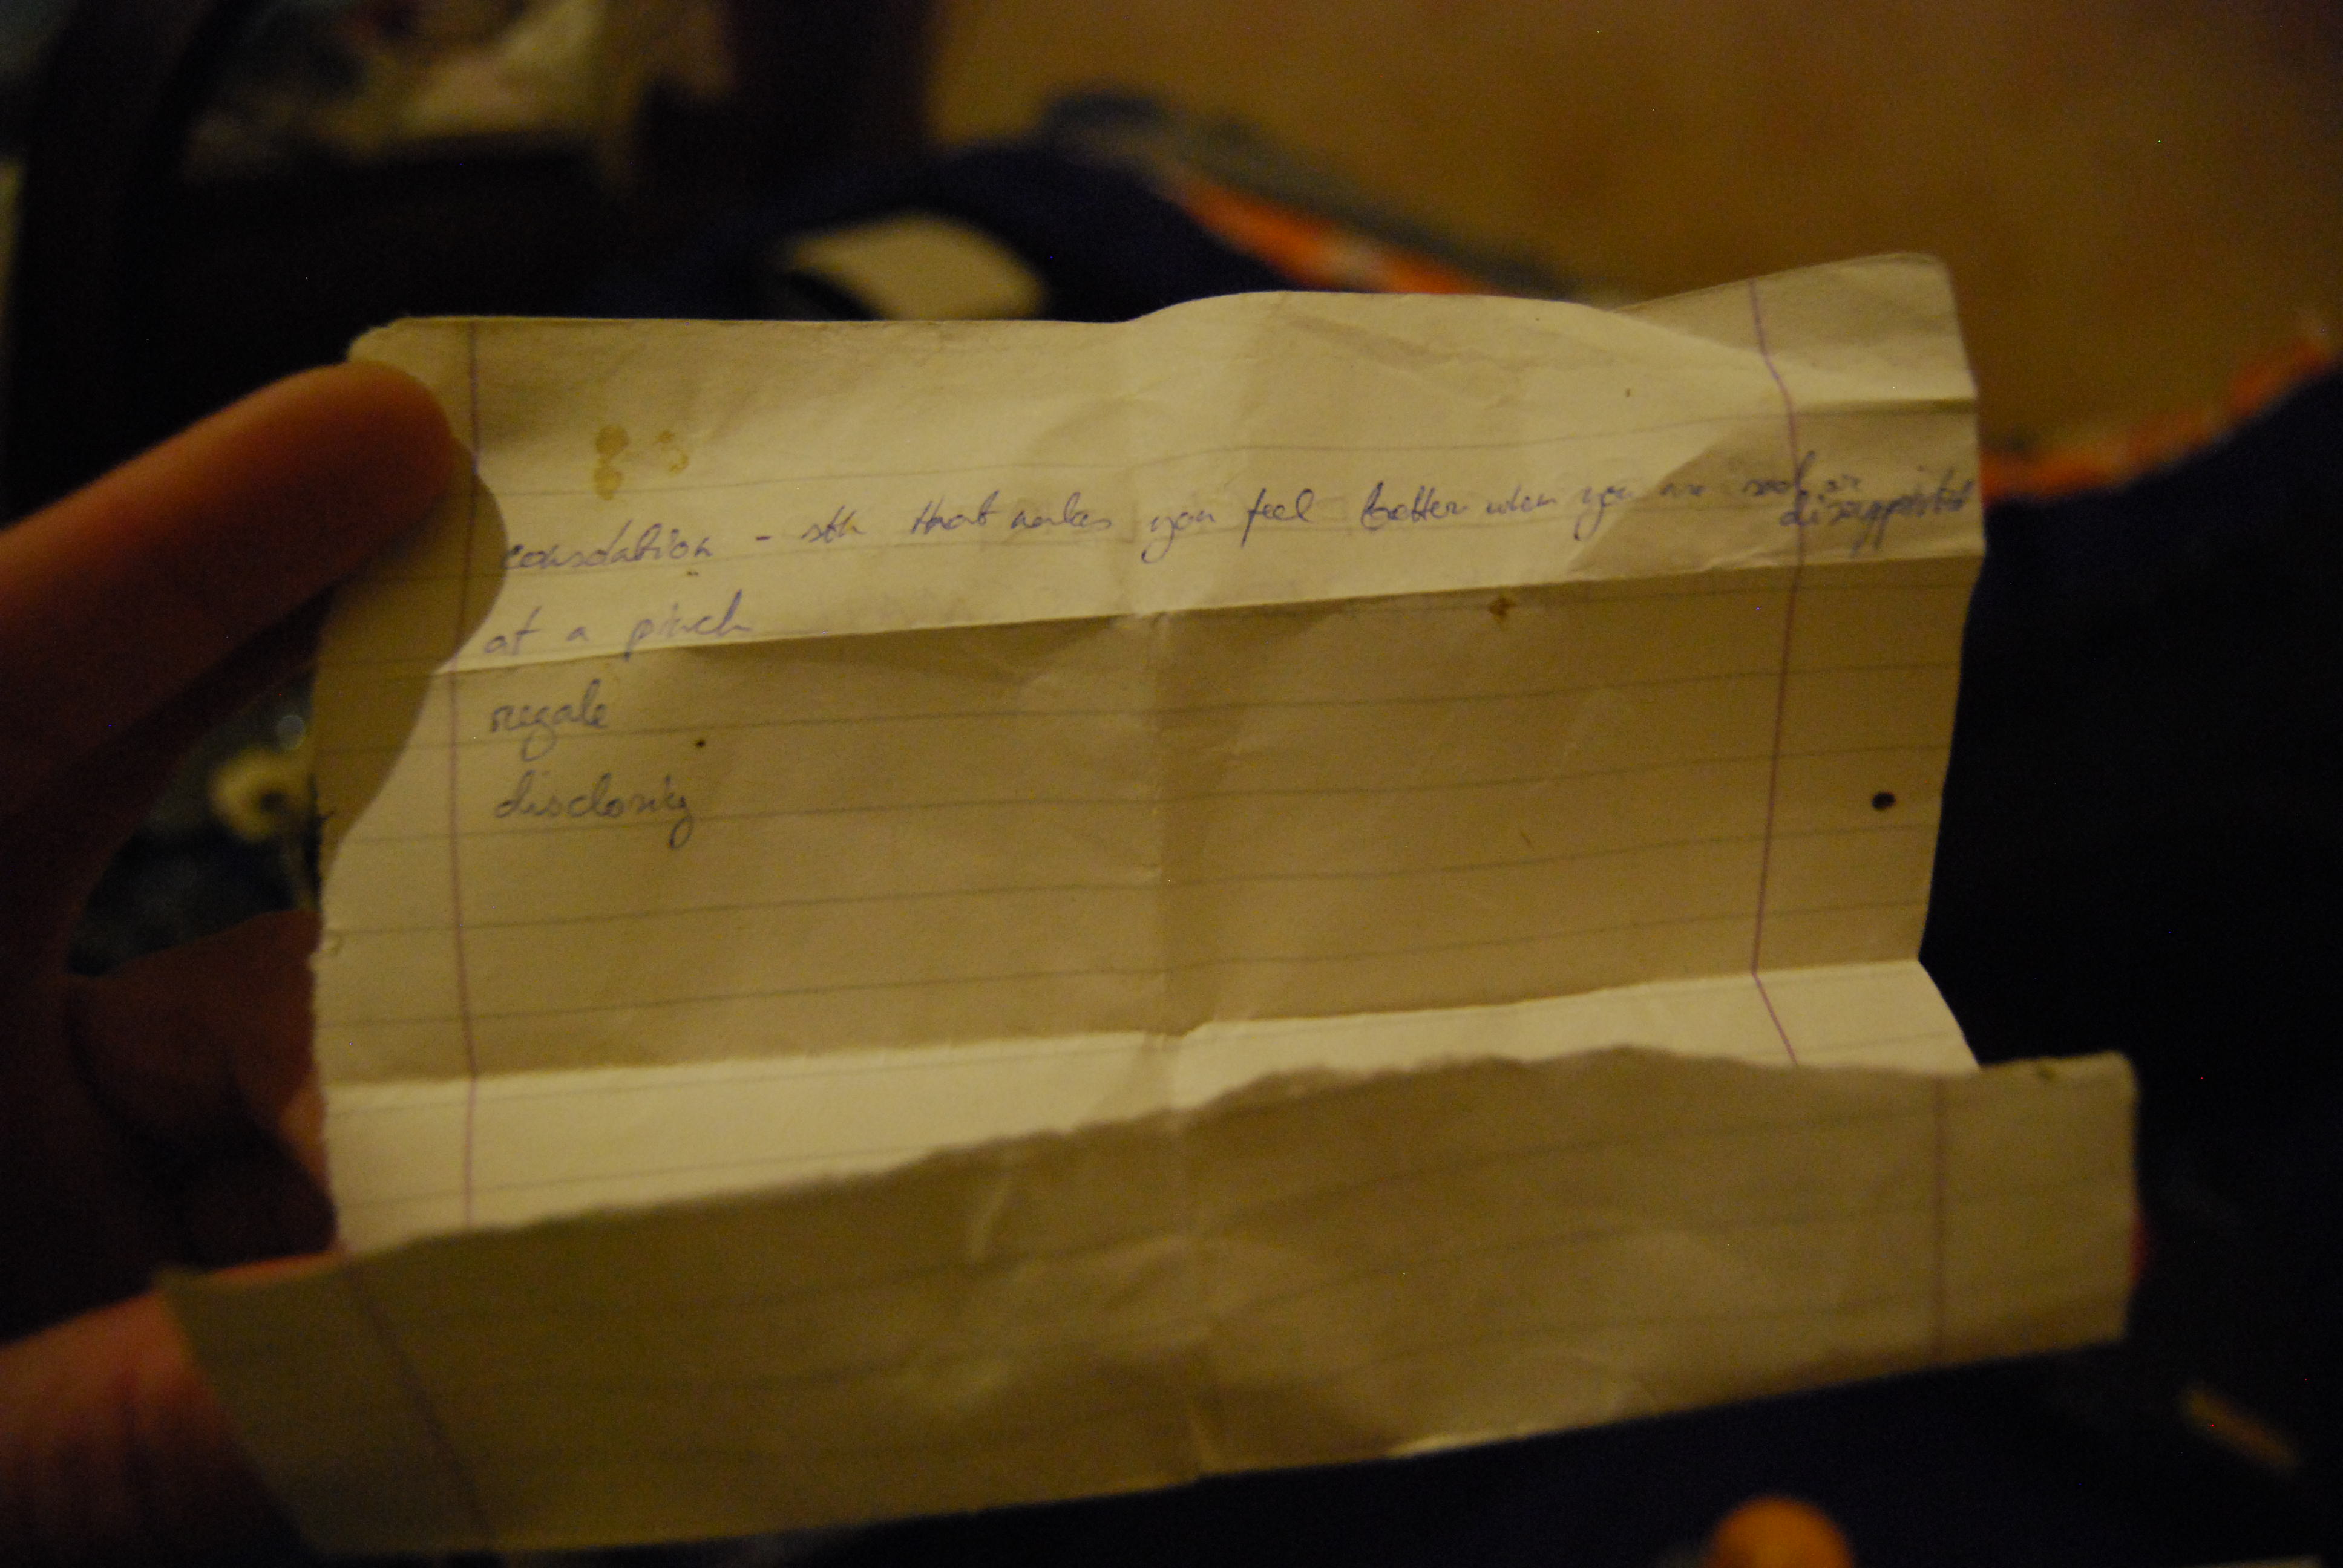 consolation - sth that makes you feel better when you are sad or disappointed
at a pinch
regale
disclosing